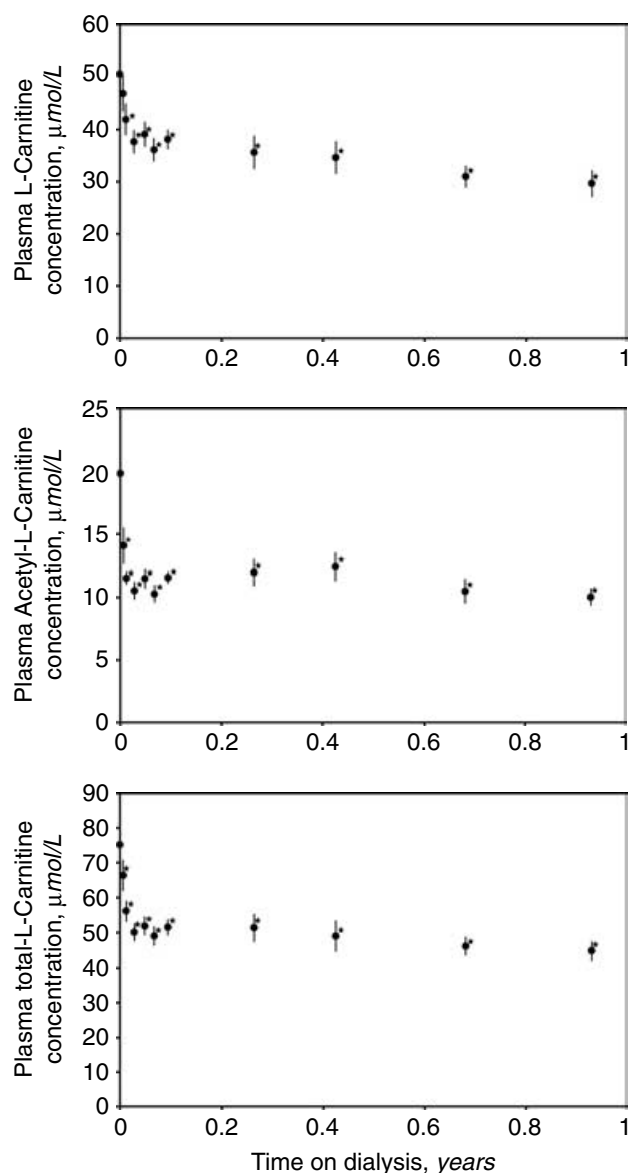 Plasma L-Carnitine
concentration, μmol/L
60
50
40
30
20
10
0
0 0.2 0.4 0.6 0.8 1
Plasma Acetyl-L-Carnitine
concentration, μmol/L
25
20
15
10
5
0
0 0.2 0.4 0.6 0.8 1
Plasma total-L-Carnitine
concentration, μmol/L
90
80
70
60
50
40
30
20
10
0
0 0.2 0.4 0.6 0.8 1
Time on dialysis, years